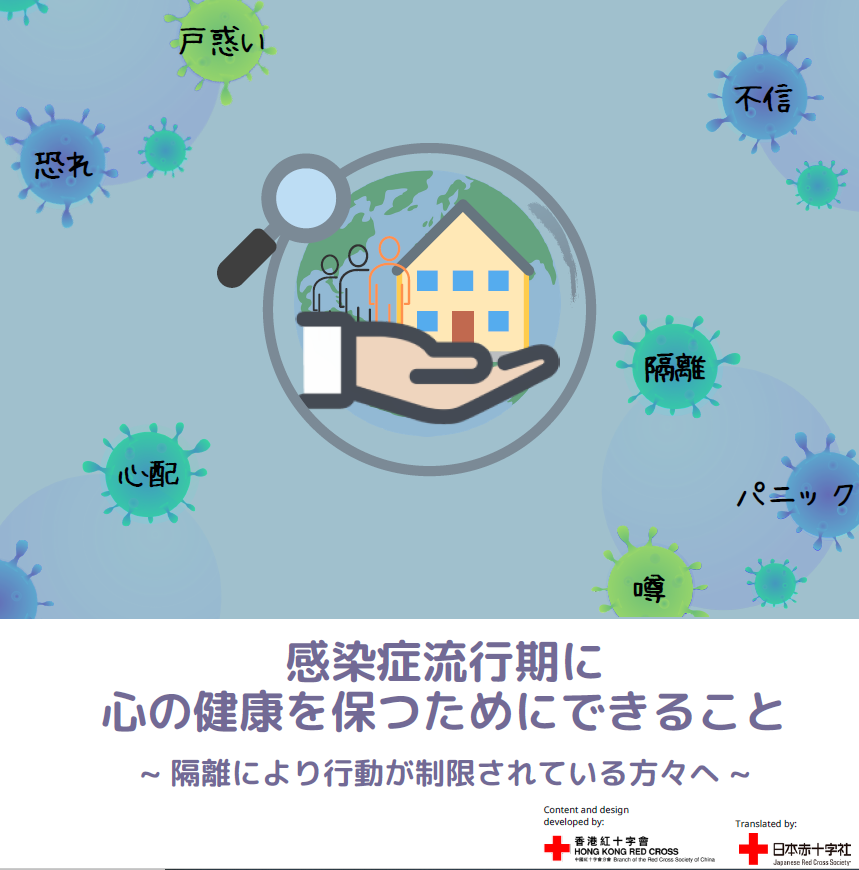 戸惑い
不信
恐れ
隔離
心配
パニック
噂
感染症流行期に
心の健康を保つためにできること
~ 隔離により行動が制限されている方々へ ~
Content and design
developed by:
香港紅十字會
HONG KONG RED CROSS
中國紅十字會分會 Branch of the Red Cross Society of China
Translated by:
日本赤十字社
Japanese Red Cross Society